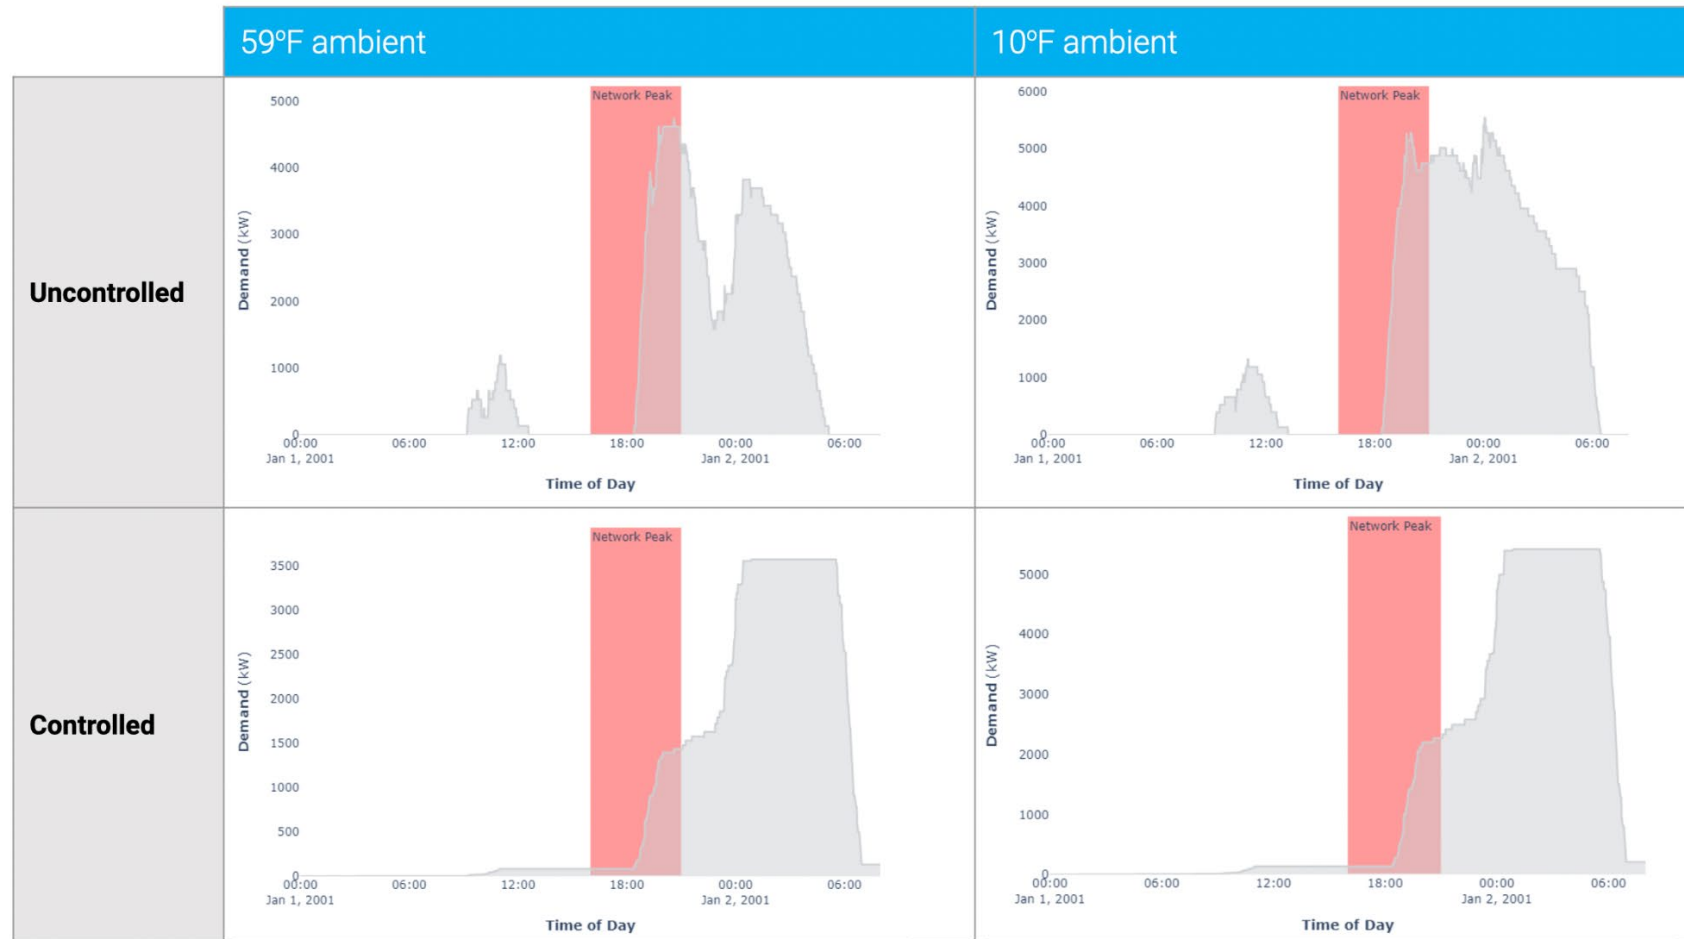 59ºF ambient
10ºF ambient
Uncontrolled
Network Peak
5000
4000
3000
2000
1000
0
Demand (kW)
00:00
06:00
12:00
18:00
00:00
06:00
Jan 1, 2001
Jan 2, 2001
Time of Day
Network Peak
6000
5000
4000
3000
2000
1000
0
Demand (kW)
00:00
06:00
12:00
18:00
00:00
06:00
Jan 1, 2001
Jan 2, 2001
Time of Day
Controlled
Network Peak
3500
3000
2500
2000
1500
1000
500
0
Demand (kW)
00:00
06:00
12:00
18:00
00:00
06:00
Jan 1, 2001
Jan 2, 2001
Time of Day
Network Peak
5000
4000
3000
2000
1000
0
Demand (kW)
00:00
06:00
12:00
18:00
00:00
06:00
Jan 1, 2001
Jan 2, 2001
Time of Day